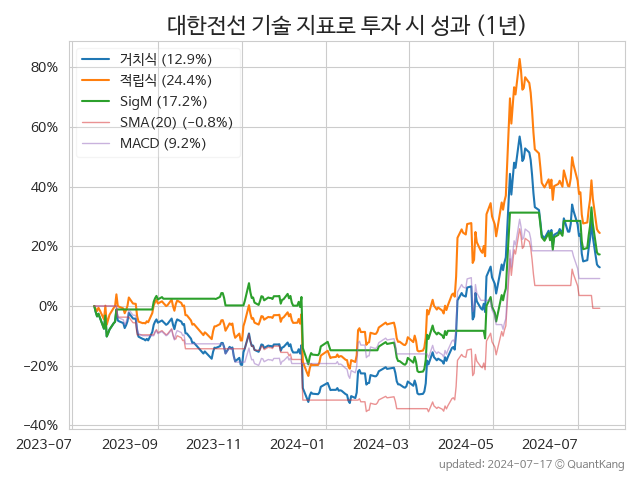 대한전선 기술 지표로 투자 시 성과 (1년)
거치식 (12.9%)
적립식 (24.4%)
SigM (17.2%)
SMA(20) (−0.8%)
MACD (9.2%)
80%
60%
40%
20%
0%
−20%
−40%
2023-07 2023-09 2023-11 2024-01 2024-03 2024-05 2024-07
updated: 2024-07-17 © QuantKang